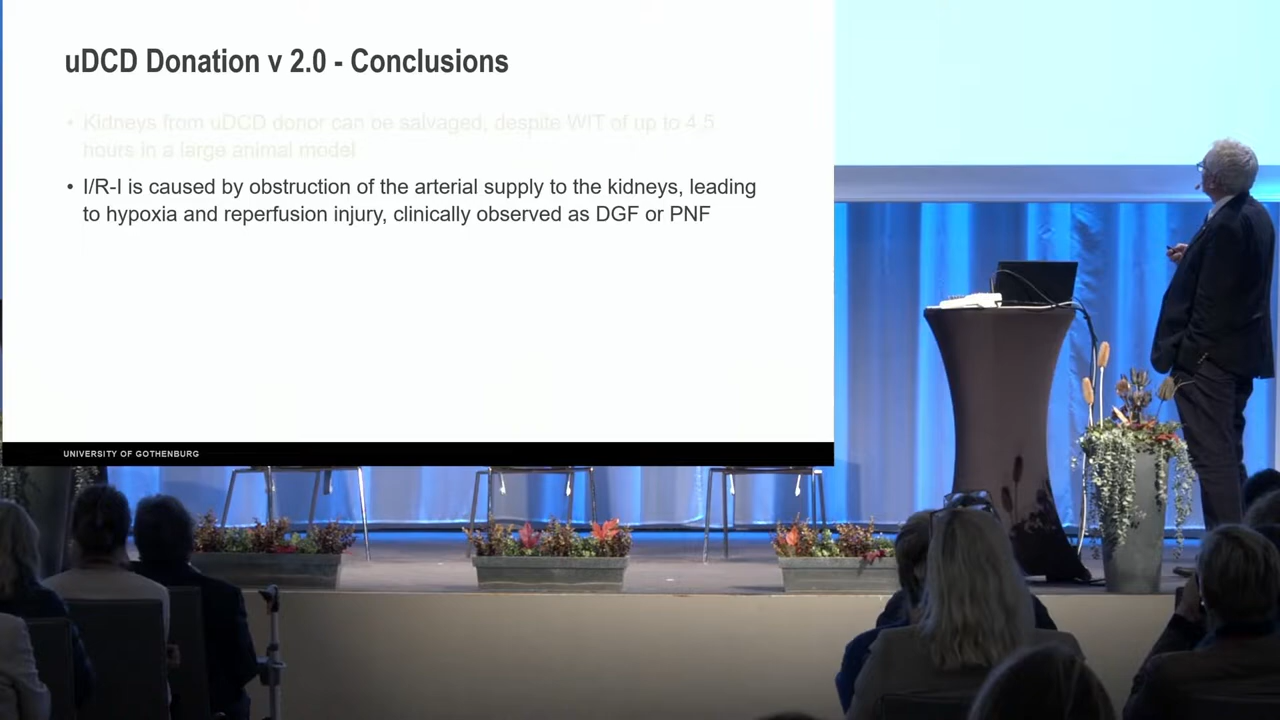 uDCD Donation v 2.0 - Conclusions
• Kidneys from uDCD donor can be salvaged, despite WIT of up to 4.5
hours in a large animal model
• I/R-I is caused by obstruction of the arterial supply to the kidneys, leading
to hypoxia and reperfusion injury, clinically observed as DGF or PNF
UNIVERSITY OF GOTHENBURG